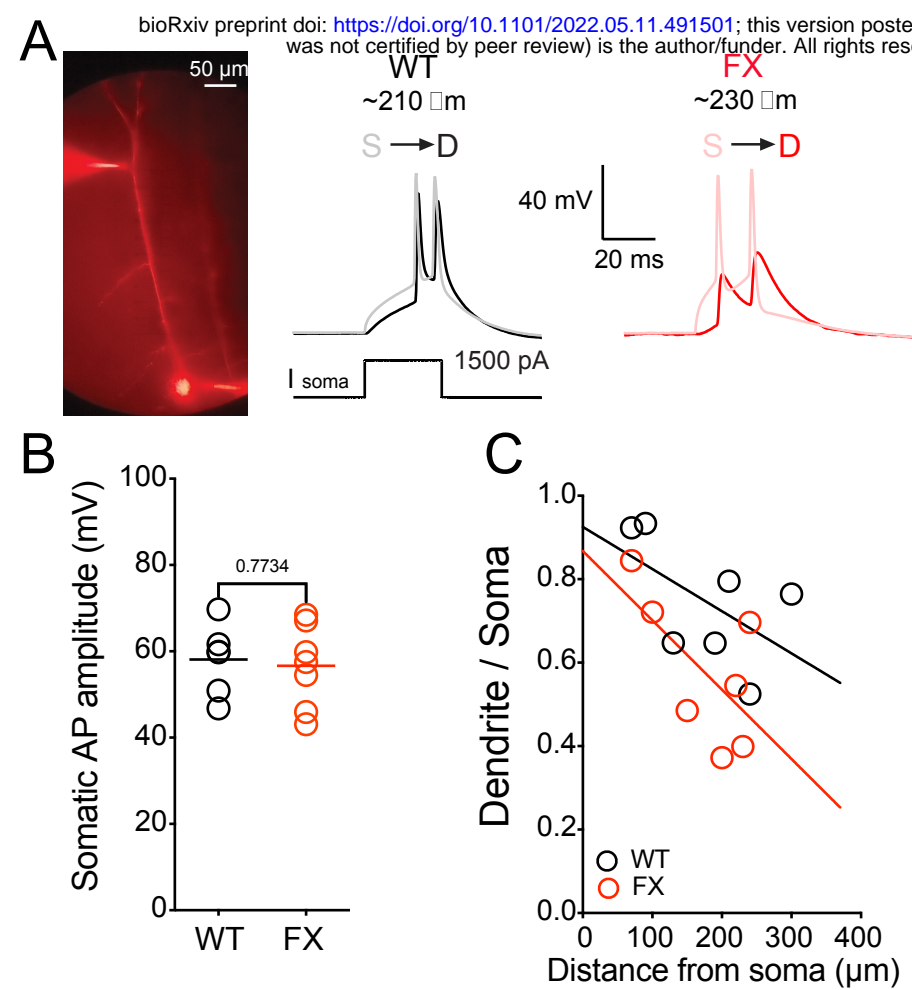 bioRxiv preprint doi: https://doi.org/10.1101/2022.05.11.491501; this version poste
was not certified by peer review) is the author/funder. All rights rese
A
50 µm
WT
~210 □m
S → D
FX
~230 □m
S → D
40 mV
20 ms
I soma
1500 pA
B
Somatic AP amplitude (mV)
100
80
60
40
20
0
0.7734
WT
FX
C
Dendrite / Soma
1.0
0.8
0.6
0.4
0.2
0.0
WT
FX
0 100 200 300 400
Distance from soma (µm)